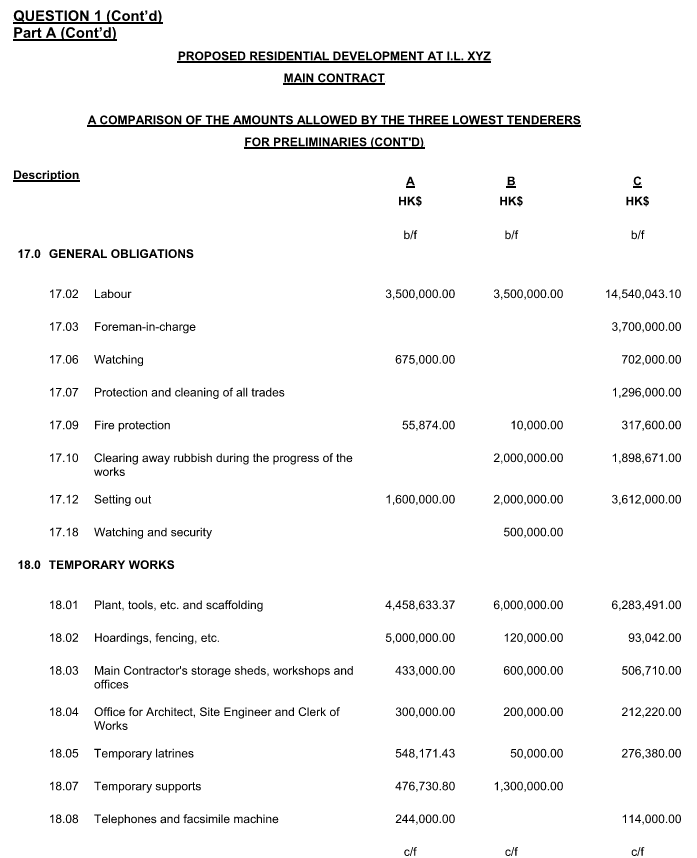 QUESTION 1 (Cont'd)
Part A (Cont'd)
PROPOSED RESIDENTIAL DEVELOPMENT AT I.L. XYZ
MAIN CONTRACT
A COMPARISON OF THE AMOUNTS ALLOWED BY THE THREE LOWEST TENDERERS
FOR PRELIMINARIES (CONT'D)
Description A B C
HK$ HK$ HK$
b/f b/f b/f
17.0 GENERAL OBLIGATIONS
17.02 Labour 3,500,000.00 3,500,000.00 14,540,043.10
17.03 Foreman-in-charge 3,700,000.00
17.06 Watching 675,000.00 702,000.00
17.07 Protection and cleaning of all trades 1,296,000.00
17.09 Fire protection 55,874.00 10,000.00 317,600.00
17.10 Clearing away rubbish during the progress of the 2,000,000.00 1,898,671.00
works
17.12 Setting out 1,600,000.00 2,000,000.00 3,612,000.00
17.18 Watching and security 500,000.00
18.0 TEMPORARY WORKS
18.01 Plant, tools, etc. and scaffolding 4,458,633.37 6,000,000.00 6,283,491.00
18.02 Hoardings, fencing, etc. 5,000,000.00 120,000.00 93,042.00
18.03 Main Contractor's storage sheds, workshops and 433,000.00 600,000.00 506,710.00
offices
18.04 Office for Architect, Site Engineer and Clerk of 300,000.00 200,000.00 212,220.00
Works
18.05 Temporary latrines 548,171.43 50,000.00 276,380.00
18.07 Temporary supports 476,730.80 1,300,000.00
18.08 Telephones and facsimile machine 244,000.00 114,000.00
c/f c/f c/f